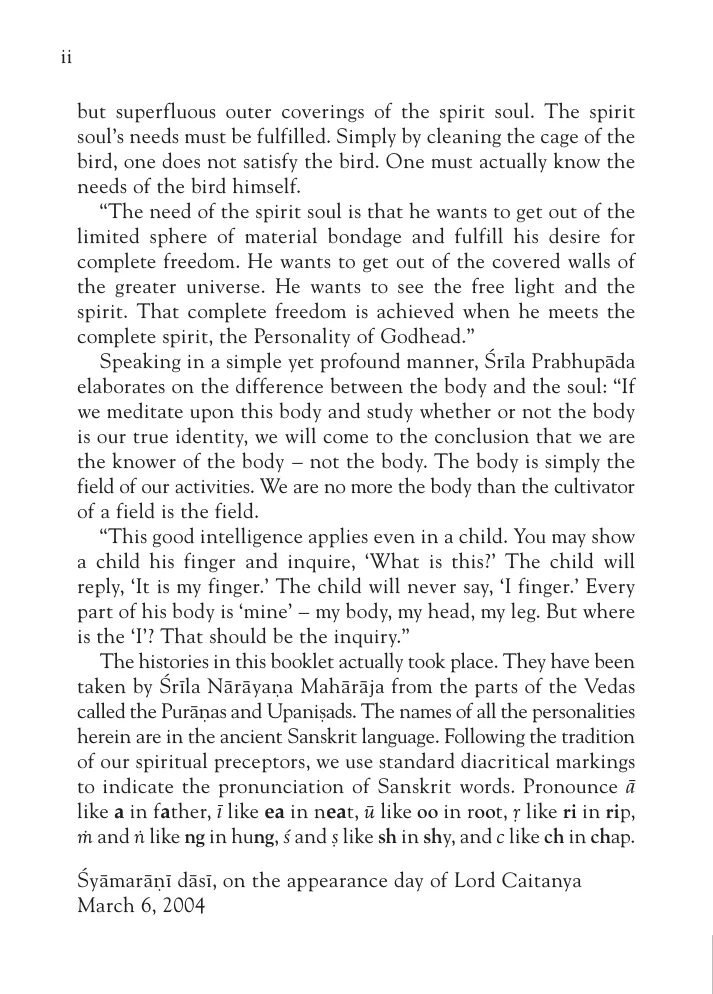 ii
but superfluous outer coverings of the spirit soul. The spirit
soul’s needs must be fulfilled. Simply by cleaning the cage of the
bird, one does not satisfy the bird. One must actually know the
needs of the bird himself.
“The need of the spirit soul is that he wants to get out of the
limited sphere of material bondage and fulfill his desire for
complete freedom. He wants to get out of the covered walls of
the greater universe. He wants to see the free light and the
spirit. That complete freedom is achieved when he meets the
complete spirit, the Personality of Godhead.”
Speaking in a simple yet profound manner, Śrīla Prabhupāda
elaborates on the difference between the body and the soul: “If
we meditate upon this body and study whether or not the body
is our true identity, we will come to the conclusion that we are
the knower of the body – not the body. The body is simply the
field of our activities. We are no more the body than the cultivator
of a field is the field.
“This good intelligence applies even in a child. You may show
a child his finger and inquire, ‘What is this?’ The child will
reply, ‘It is my finger.’ The child will never say, ‘I finger.’ Every
part of his body is ‘mine’ – my body, my head, my leg. But where
is the ‘I’? That should be the inquiry.”
The histories in this booklet actually took place. They have been
taken by Śrīla Nārāyaṇa Mahārāja from the parts of the Vedas
called the Purāṇas and Upaniṣads. The names of all the personalities
herein are in the ancient Sanskrit language. Following the tradition
of our spiritual preceptors, we use standard diacritical markings
to indicate the pronunciation of Sanskrit words. Pronounce ā
like a in father, ī like ea in neat, ū like oo in root, ṛ like ri in rip,
ṁ and ṅ like ng in hung, ś and ṣ like sh in shy, and c like ch in chap.
Śyāmarāṇī dāsī, on the appearance day of Lord Caitanya
March 6, 2004